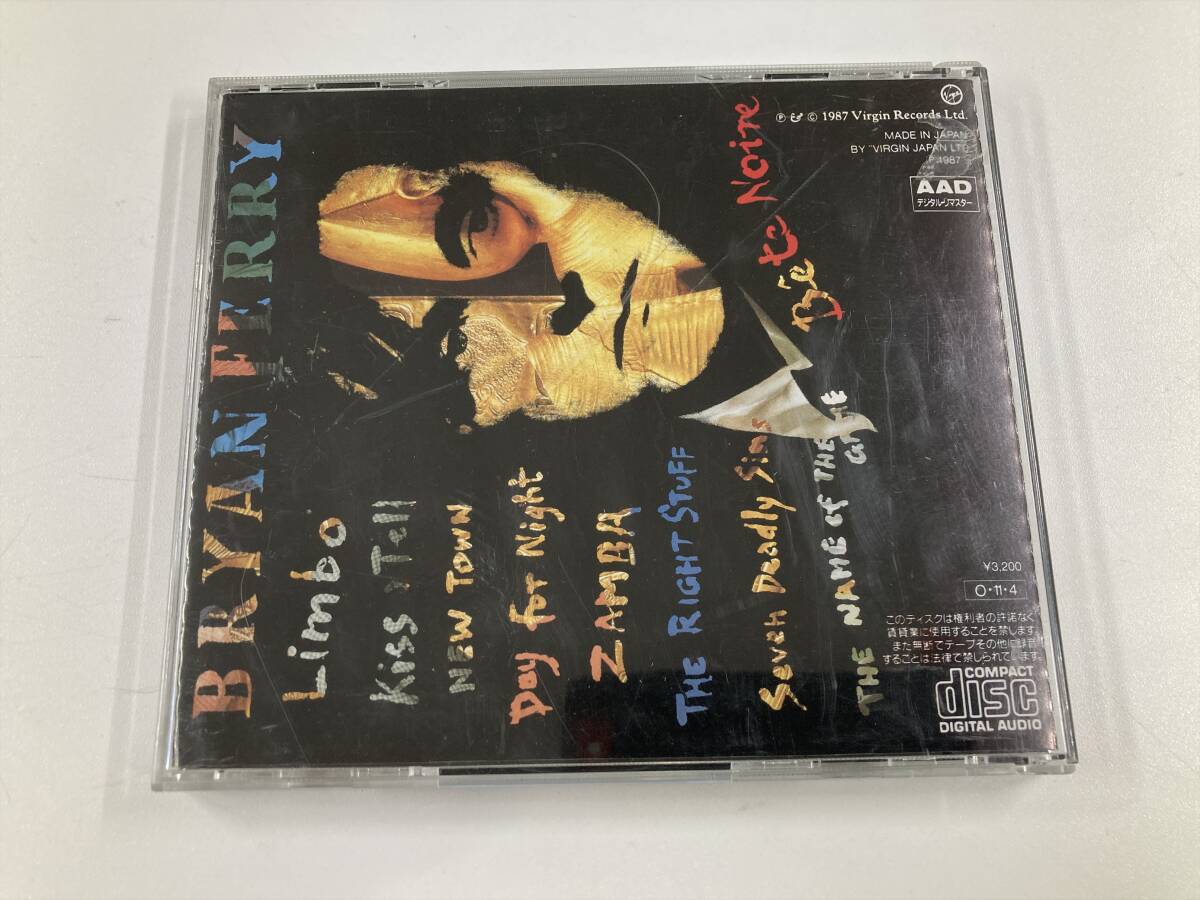 BRYAN FERRY
Limbo
Kiss & Tell
NEW TOWN
Day for Night
ZAMBA
THE RIGHT STUFF
Seven Deadly Sins
THE NAME OF THE
GAME
Bête Noire
Virgin
℗ & © 1987 Virgin Records Ltd.
MADE IN JAPAN
BY "VIRGIN JAPAN LTD
P.1987
AAD
デジタル・リマスター
¥3,200
O・11・4
このディスクは権利者の許諾なく
賃貸業に使用することを禁じます。
また無断でテープその他に録音
することは法律で禁じられています。
COMPACT
disc
DIGITAL AUDIO